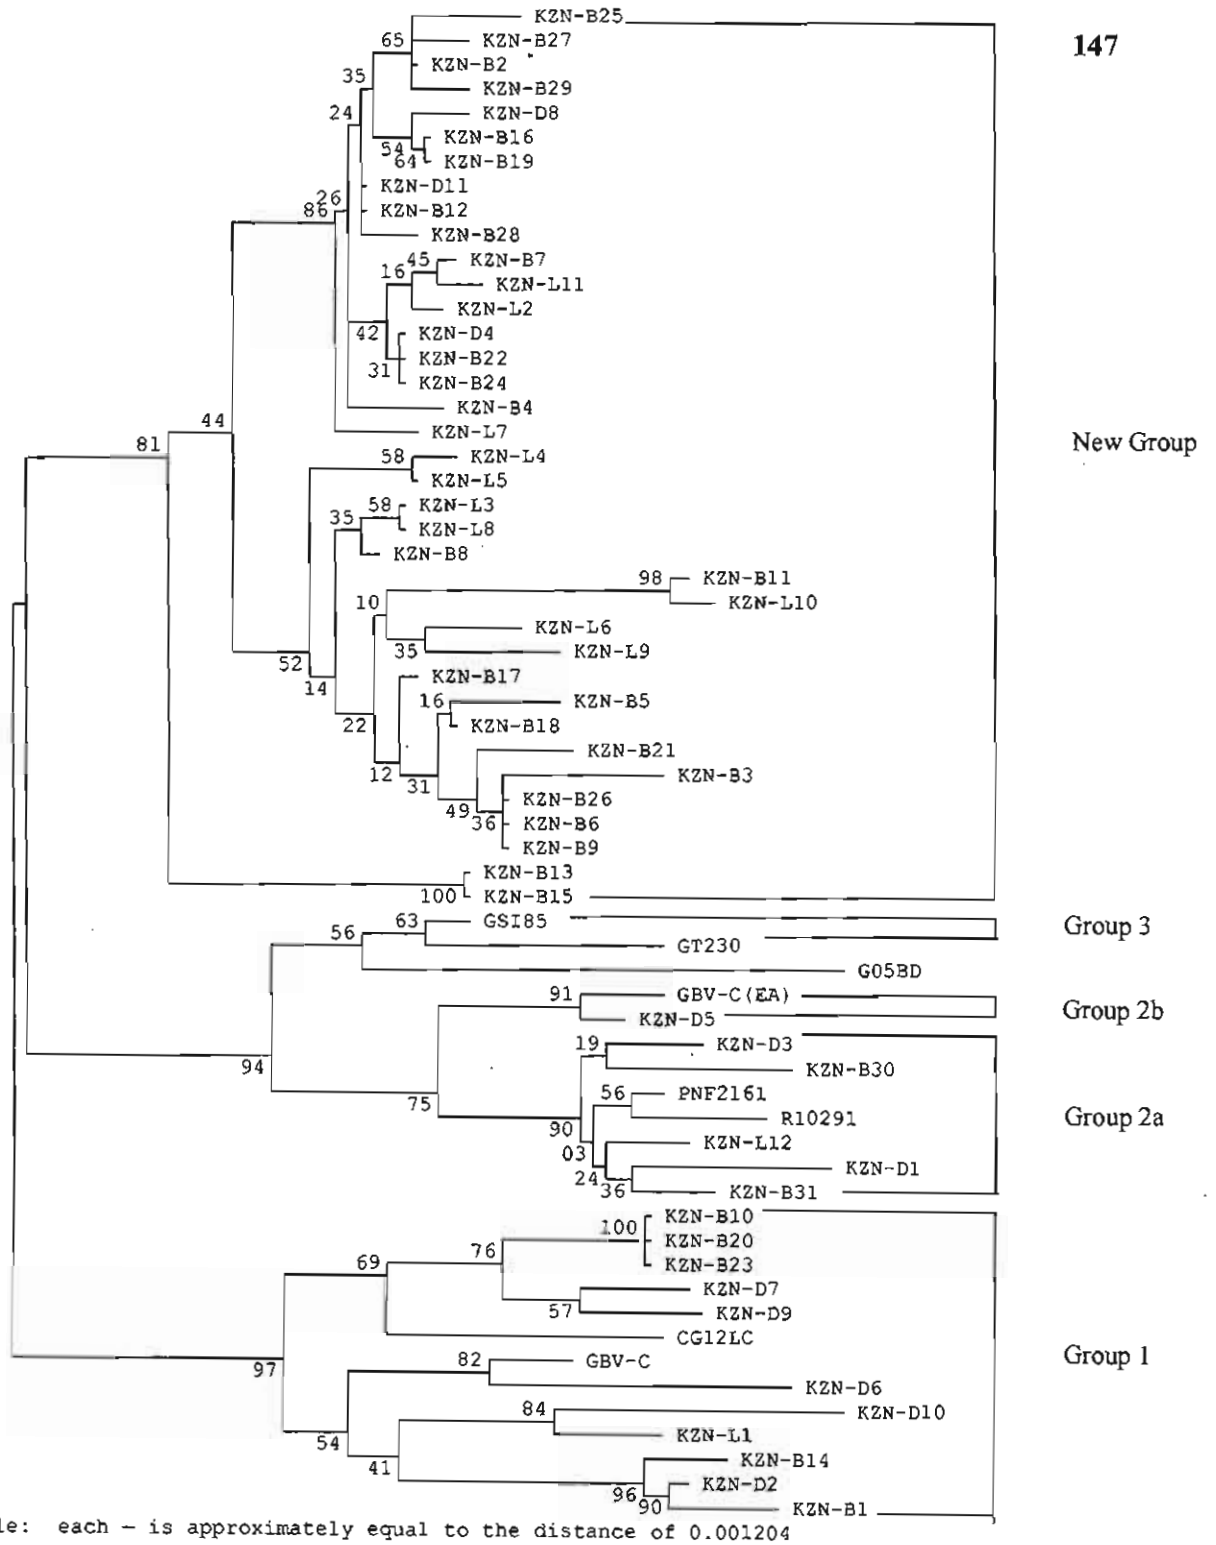 KZN-B25
147
65 KZN-B27
KZN-B2
35 KZN-B29
24 KZN-D8
54 KZN-B16
64 KZN-B19
KZN-D11
26
86 KZN-B12
KZN-B28
45 KZN-B7
16 KZN-L11
KZN-L2
42 KZN-D4
KZN-B22
31 KZN-B24
KZN-B4
44 KZN-L7
81 New Group
58 KZN-L4
KZN-L5
58 KZN-L3
35 KZN-L8
KZN-B8
98 KZN-B11
10 KZN-L10
KZN-L6
35 KZN-L9
52
14 KZN-B17
16 KZN-B5
22 KZN-B18
KZN-B21
12 KZN-B3
31 KZN-B26
49
36 KZN-B6
KZN-B9
KZN-B13
100 KZN-B15
63 GSI85
56 Group 3
GT230
G05BD
91 GBV-C(EA)
Group 2b
KZN-D5
19 KZN-D3
94 KZN-B30
56 PNF2161
75 R10291
Group 2a
90 KZN-L12
03 KZN-D1
24
36 KZN-B31
KZN-B10
100 KZN-B20
76 KZN-B23
69 KZN-D7
57 KZN-D9
CG12LC
82 GBV-C
Group 1
97 KZN-D6
84 KZN-D10
54 KZN-L1
41 KZN-B14
96 KZN-D2
90 KZN-B1
le: each - is approximately equal to the distance of 0.001204